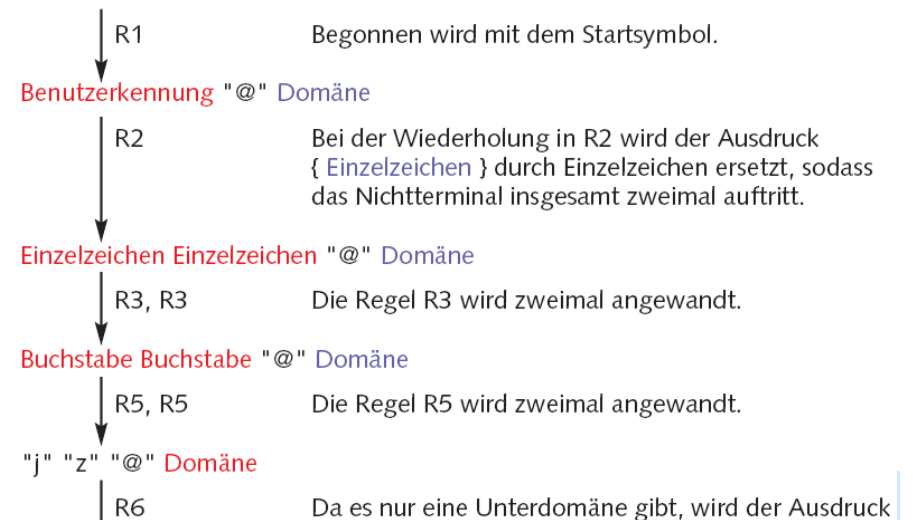 R1 Begonnen wird mit dem Startsymbol.
Benutzerkennung "@" Domäne
R2 Bei der Wiederholung in R2 wird der Ausdruck
{ Einzelzeichen } durch Einzelzeichen ersetzt, sodass
das Nichtterminal insgesamt zweimal auftritt.
Einzelzeichen Einzelzeichen "@" Domäne
R3, R3 Die Regel R3 wird zweimal angewandt.
Buchstabe Buchstabe "@" Domäne
R5, R5 Die Regel R5 wird zweimal angewandt.
"j" "z" "@" Domäne
R6 Da es nur eine Unterdomäne gibt, wird der Ausdruck